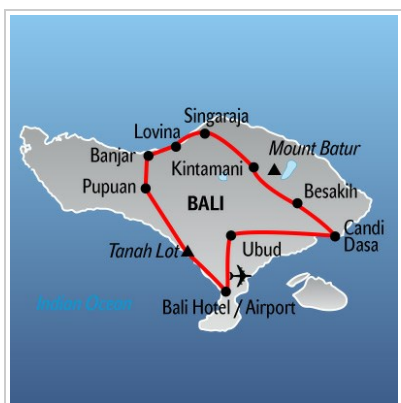 Singaraja
Lovina
Mount Batur
Banjar
Kintamani
Pupuan
Besakih
BALI
Candi
Dasa
Tanah Lot
Ubud
Indian Ocean
Bali Hotel / Airport